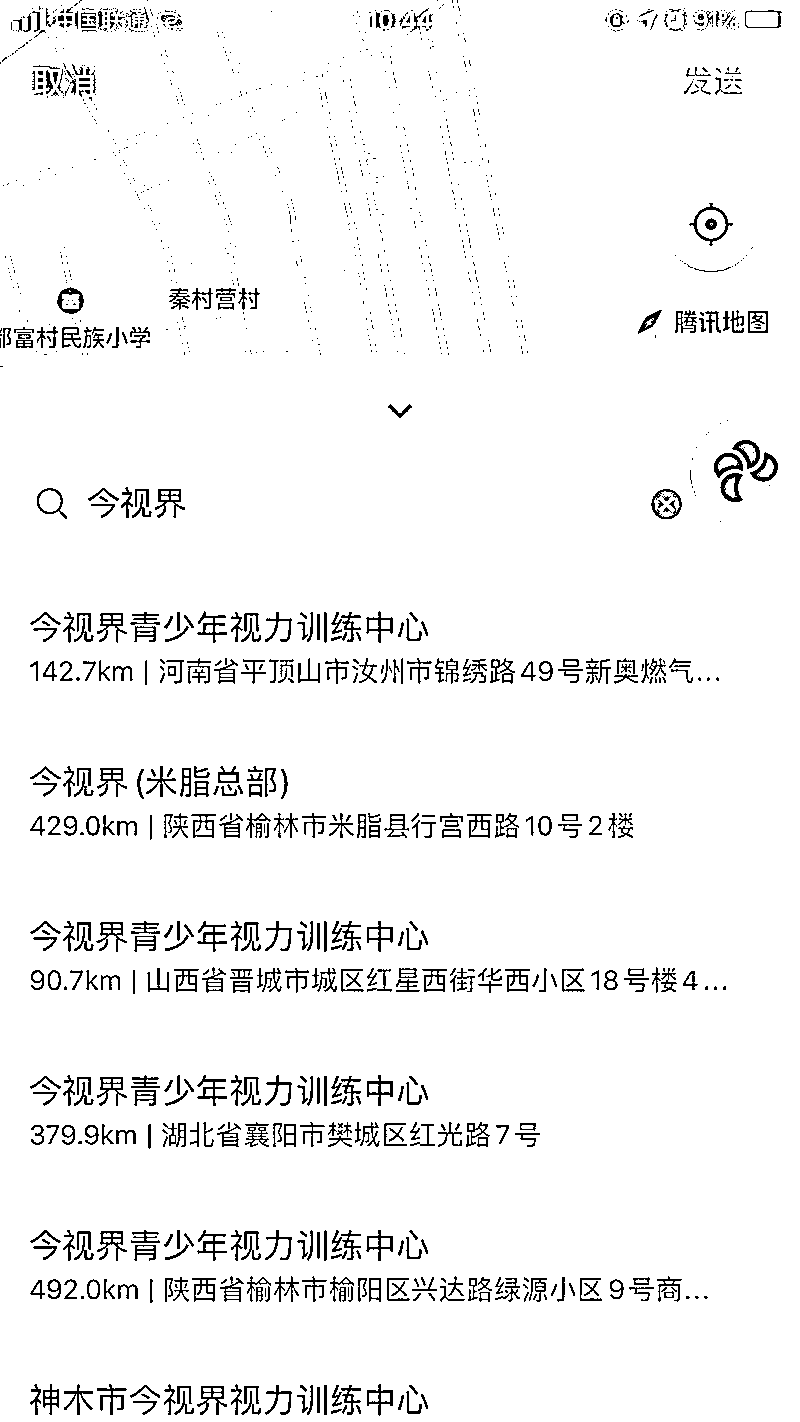 中国联通 10:44 91%
取消 发送
秦村营村
都富村民族小学
腾讯地图
今视界
今视界青少年视力训练中心
142.7km | 河南省平顶山市汝州市锦绣路49号新奥燃气...
今视界(米脂总部)
429.0km | 陕西省榆林市米脂县行宫西路10号2楼
今视界青少年视力训练中心
90.7km | 山西省晋城市城区红星西街华西小区18号楼4...
今视界青少年视力训练中心
379.9km | 湖北省襄阳市樊城区红光路7号
今视界青少年视力训练中心
492.0km | 陕西省榆林市榆阳区兴达路绿源小区9号商...
神木市今视界视力训练中心